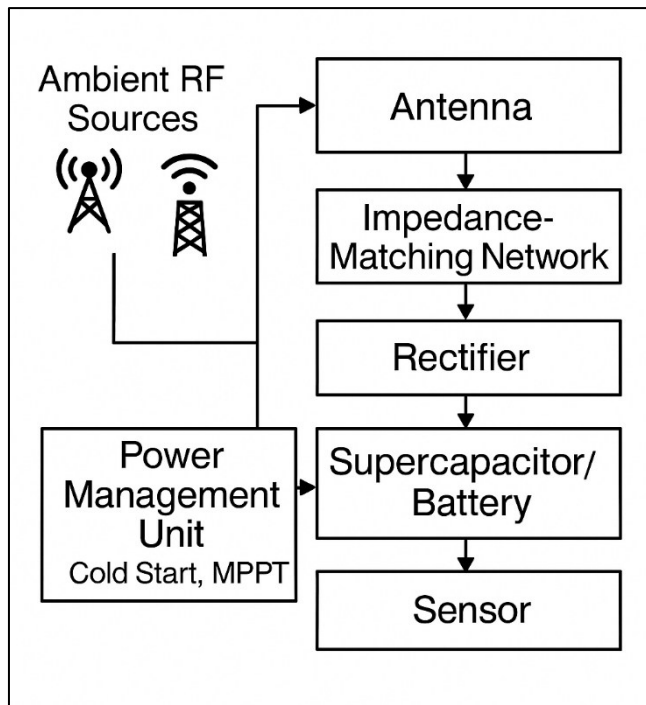 Ambient RF
Sources
Antenna
Impedance-
Matching Network
Rectifier
Power
Management
Unit
Cold Start, MPPT
Supercapacitor/
Battery
Sensor